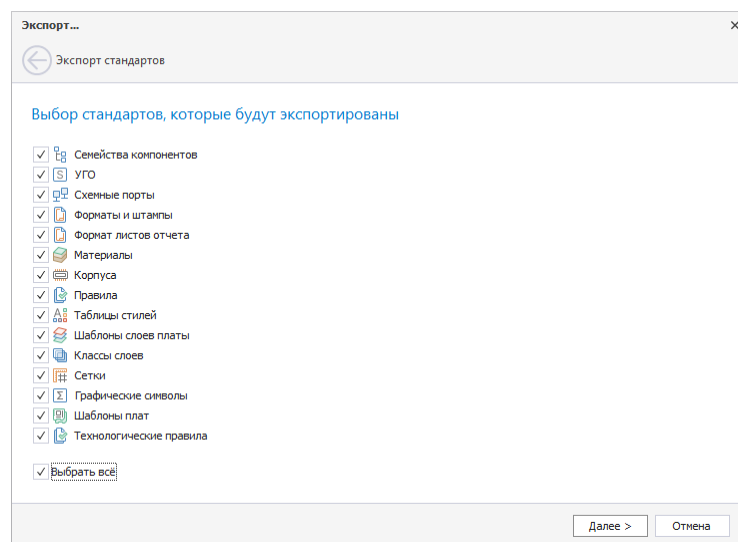 Экспорт...
Экспорт стандартов
Выбор стандартов, которые будут экспортированы
Семейства компонентов
S УГО
Схемные порты
Форматы и штампы
Формат листов отчета
Материалы
Корпуса
Правила
A Таблицы стилей
Шаблоны слоев платы
Классы слоев
Сетки
Σ Графические символы
Шаблоны плат
Технологические правила
Выбрать всё
Далее > Отмена